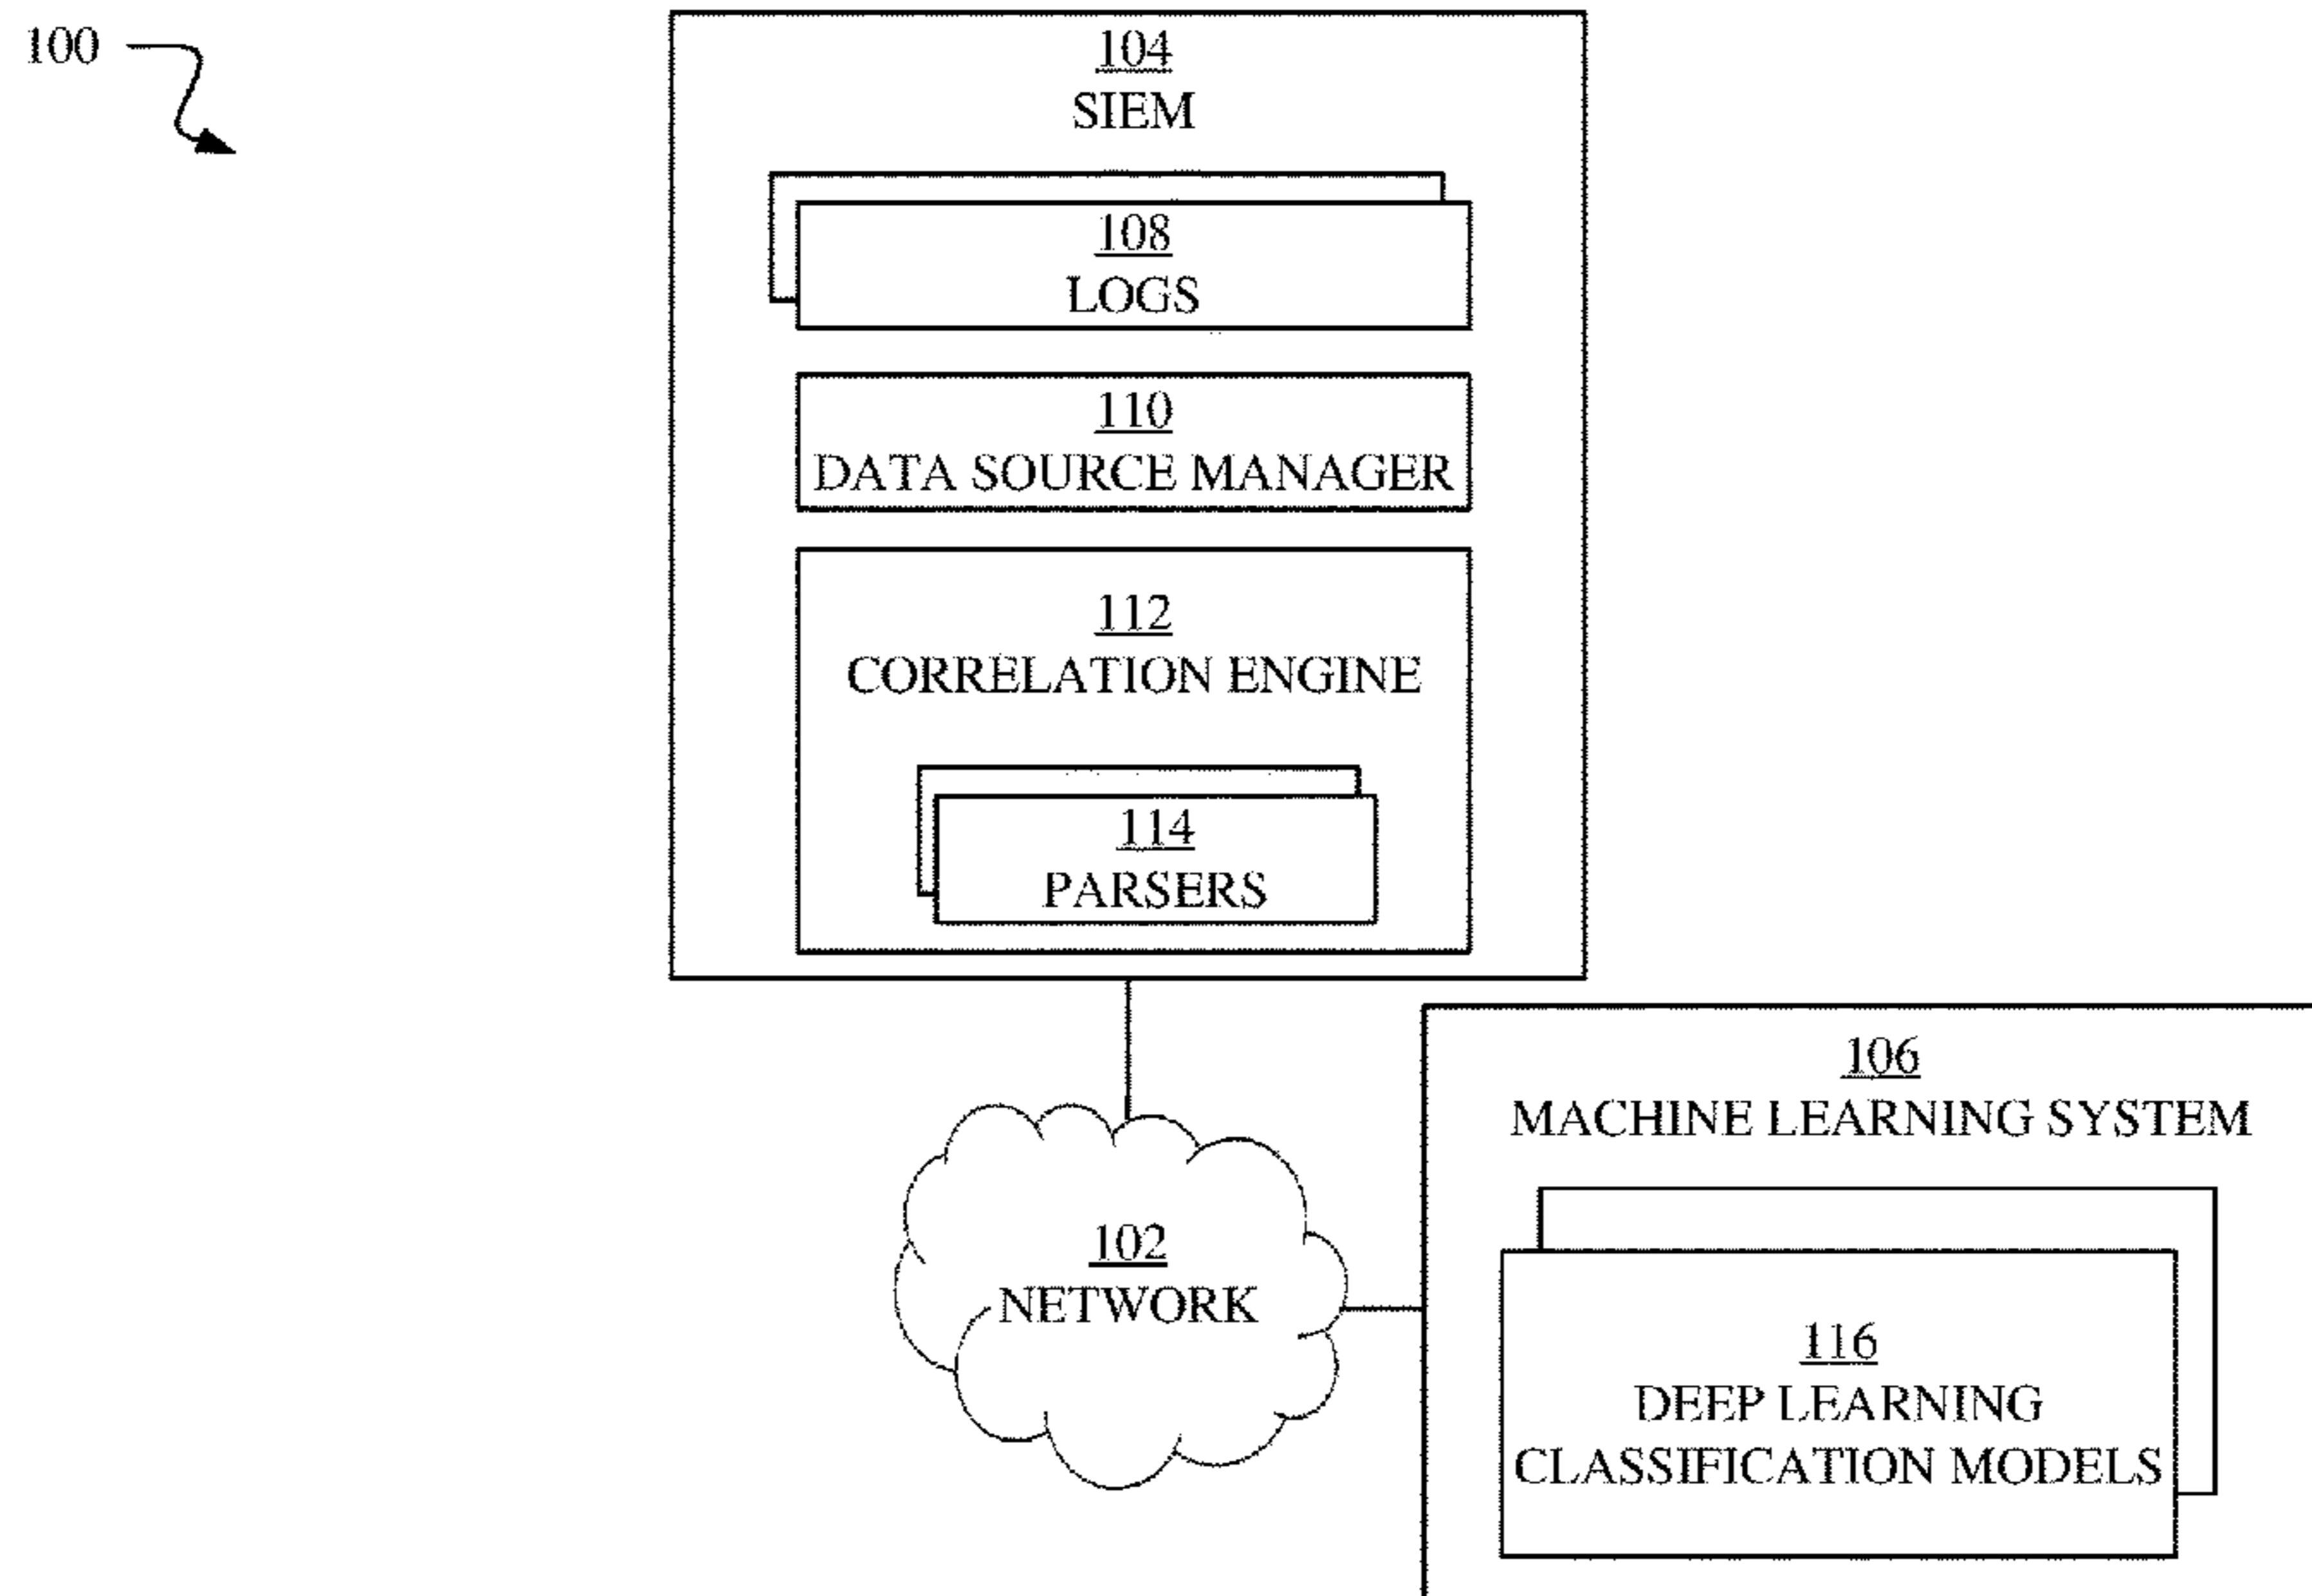 100
104
SIEM
108
LOGS
110
DATA SOURCE MANAGER
112
CORRELATION ENGINE
114
PARSERS
106
MACHINE LEARNING SYSTEM
102
NETWORK
116
DEEP LEARNING
CLASSIFICATION MODELS